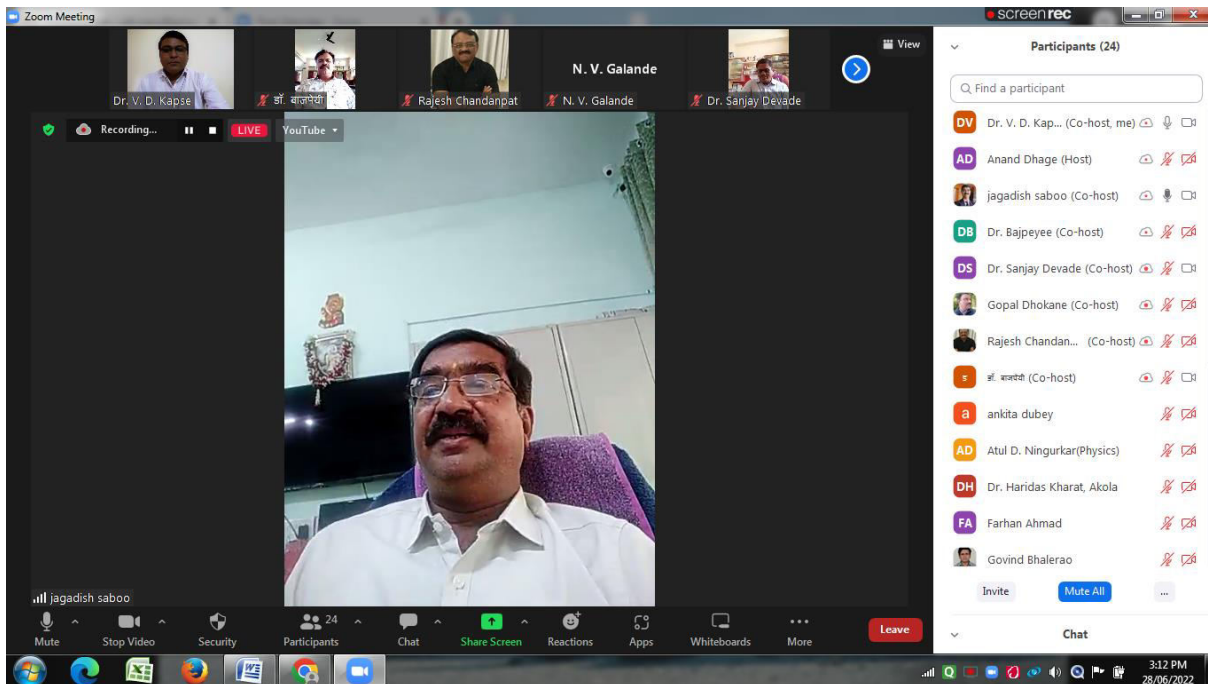 Zoom Meeting
screenrec
Dr. V. D. Kapse
डॉ. बाजपेयी
Rajesh Chandanpat
N. V. Galande
N. V. Galande
Dr. Sanjay Devade
View
Recording...
LIVE
YouTube
jagadish saboo
Participants (24)
Find a participant
DV Dr. V. D. Kap... (Co-host, me)
AD Anand Dhage (Host)
jagadish saboo (Co-host)
DB Dr. Bajpeyee (Co-host)
DS Dr. Sanjay Devade (Co-host)
Gopal Dhokane (Co-host)
Rajesh Chandan... (Co-host)
डॉ. बाजपेयी (Co-host)
a ankita dubey
AD Atul D. Ningurkar(Physics)
DH Dr. Haridas Kharat, Akola
FA Farhan Ahmad
Govind Bhalerao
Invite
Mute All
...
Chat
Mute
Stop Video
Security
Participants
24
Chat
Share Screen
Reactions
Apps
Whiteboards
More
Leave
3:12 PM
28/06/2022